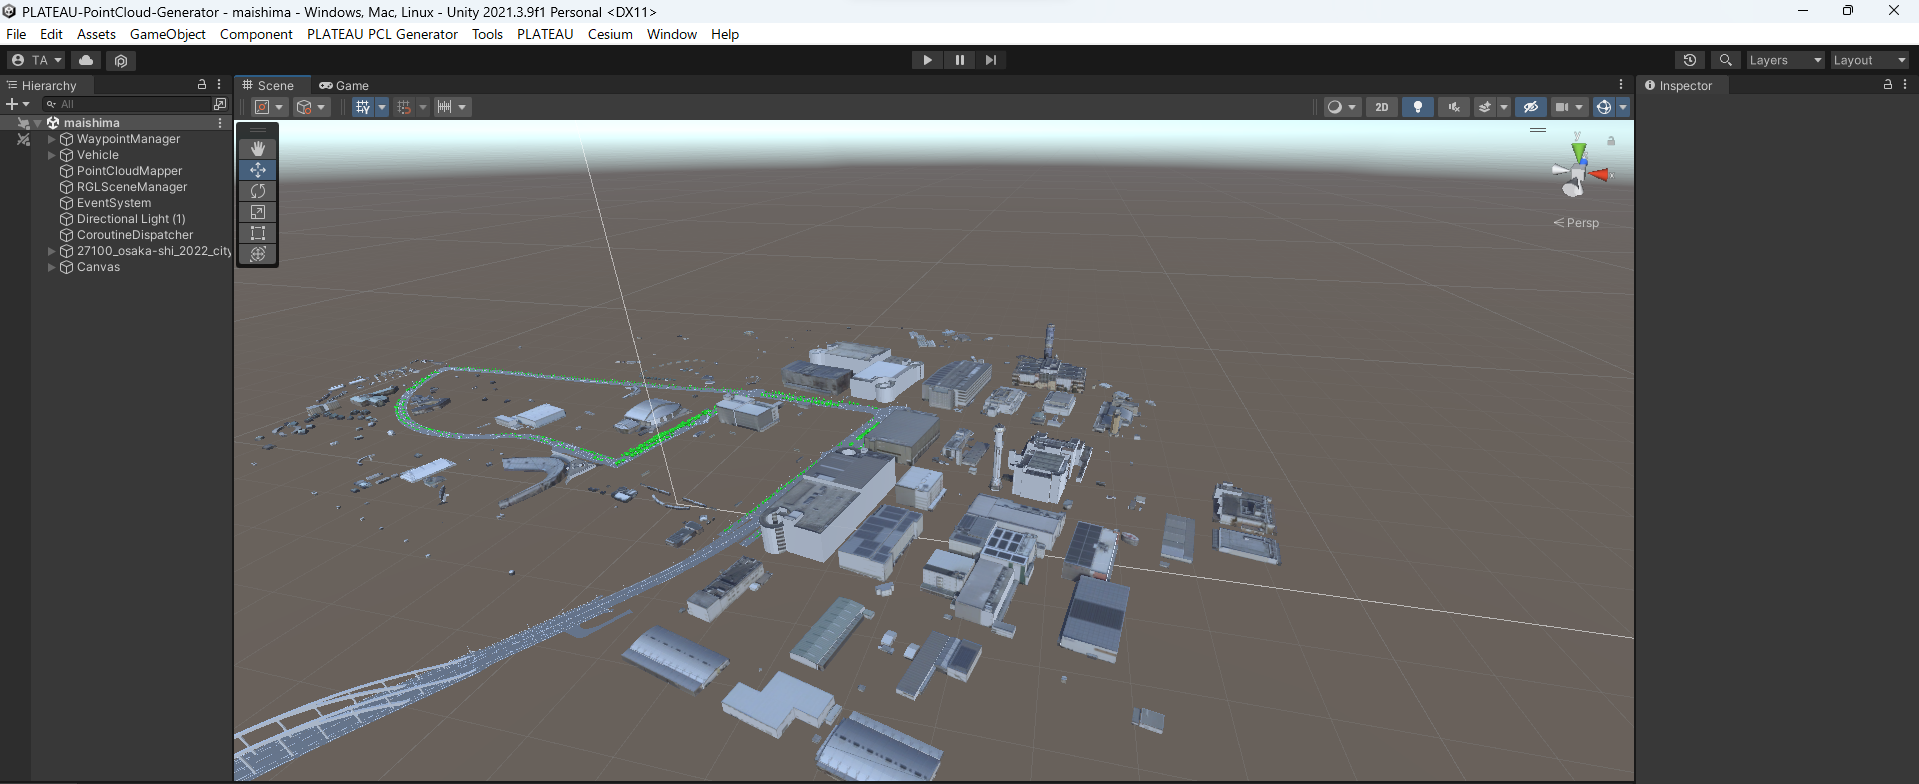 PLATEAU-PointCloud-Generator - maishima - Windows, Mac, Linux - Unity 2021.3.9f1 Personal <DX11>
File Edit Assets GameObject Component PLATEAU PCL Generator Tools PLATEAU Cesium Window Help
TA Layers Layout
Hierarchy Scene Game Inspector
All 2D
maishima
WaypointManager
Vehicle
PointCloudMapper
RGLSceneManager
EventSystem
Directional Light (1)
CoroutineDispatcher
27100_osaka-shi_2022_city
Canvas
y
x
Persp